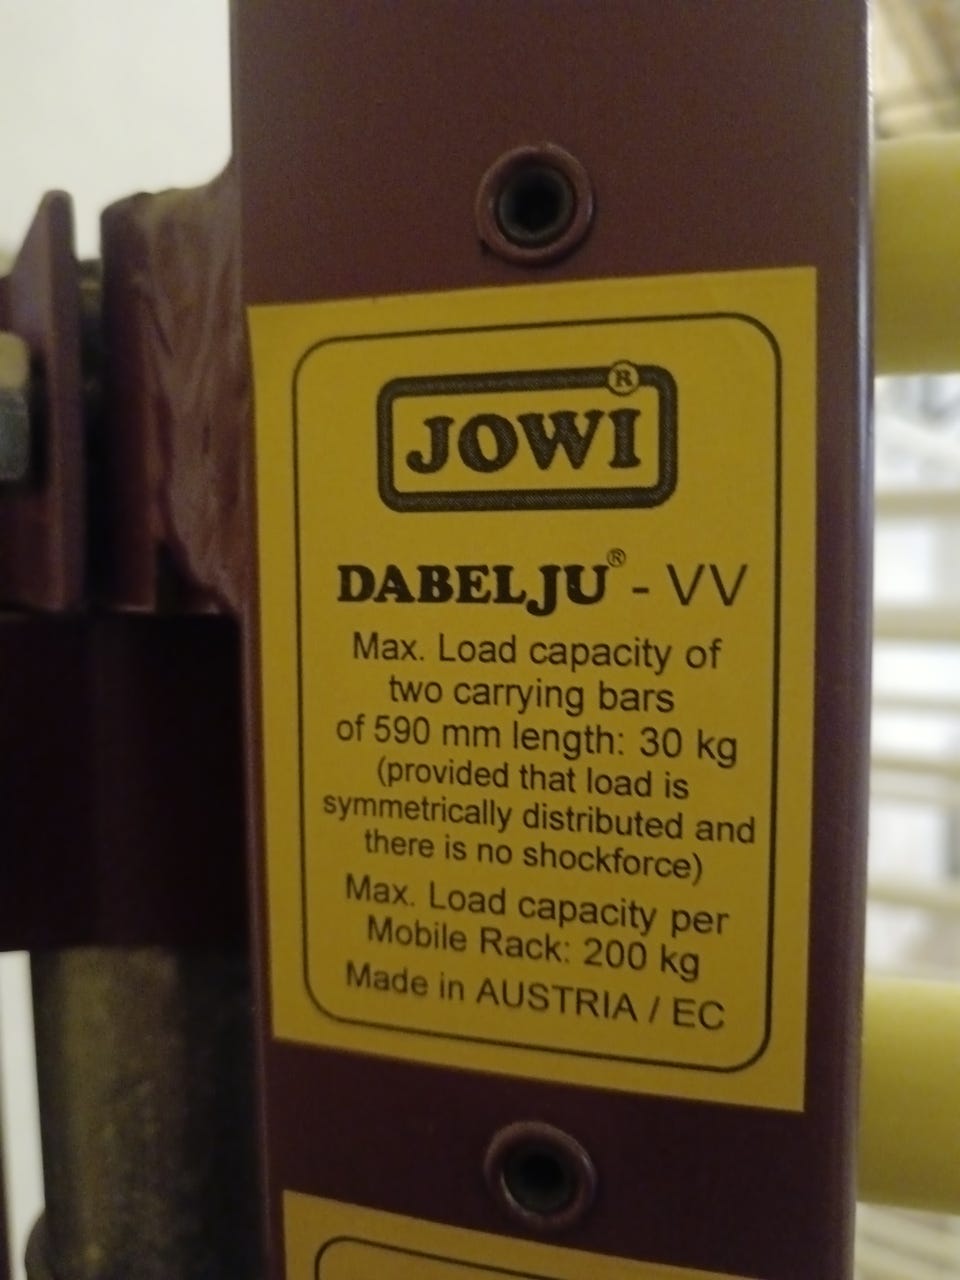 JOWI®
DABELJU® - VV
Max. Load capacity of
two carrying bars
of 590 mm length: 30 kg
(provided that load is
symmetrically distributed and
there is no shockforce)
Max. Load capacity per
Mobile Rack: 200 kg
Made in AUSTRIA / EC